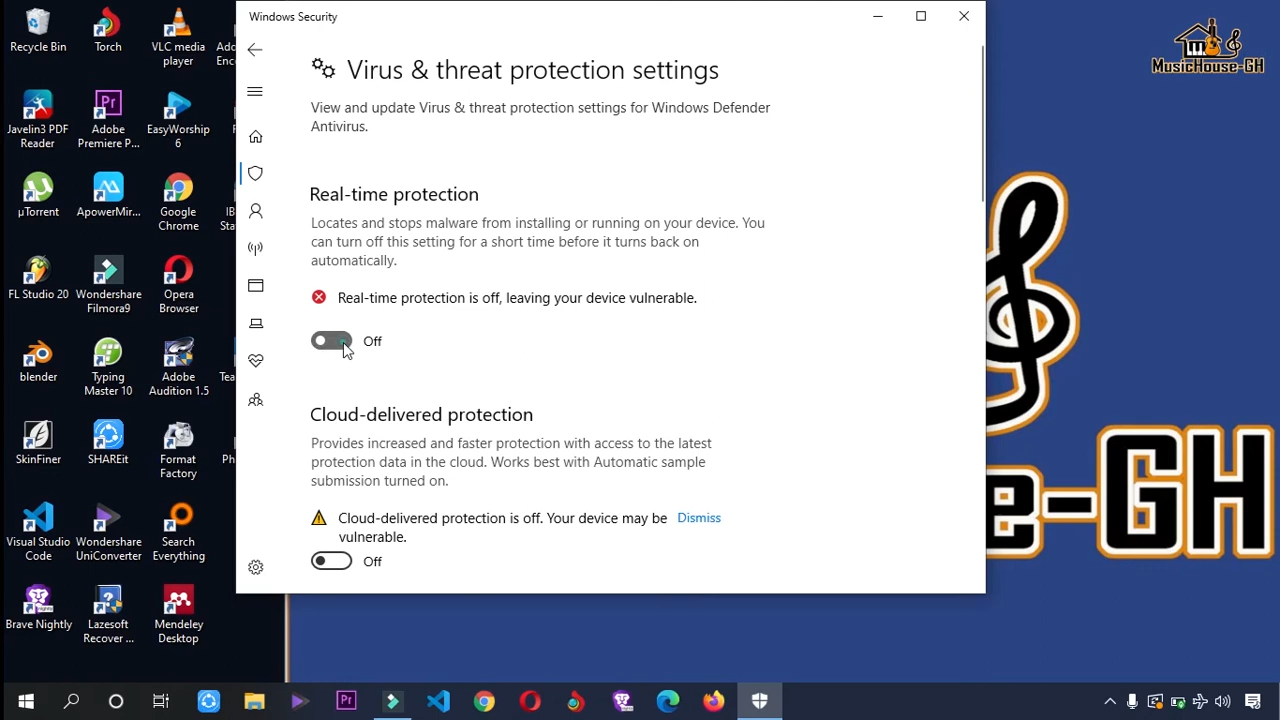 Windows Security
Virus & threat protection settings
View and update Virus & threat protection settings for Windows Defender
Antivirus.
Real-time protection
Locates and stops malware from installing or running on your device. You
can turn off this setting for a short time before it turns back on
automatically.
Real-time protection is off, leaving your device vulnerable.
Off
Cloud-delivered protection
Provides increased and faster protection with access to the latest
protection data in the cloud. Works best with Automatic sample
submission turned on.
Cloud-delivered protection is off. Your device may be Dismiss
vulnerable.
Off
Recycle Bin
Torch
VLC media
player
Javelin3 PDF
Reader
Adobe
Premiere P...
EasyWorship
6
µTorrent
ApowerMir...
Google
Chrome
FL Studio 20
Wondershare
Filmora9
Opera
Browser
blender
Typing
Master 10
Adobe
Audition 1.5
SkinFiner
SHAREit
Format
Factory
Visual Studio
Code
Wondershare
UniConverter
Search
Everything
Brave Nightly
Lazesoft
Recover ...
Mendeley
Desktop
MusicHouse-GH
e-GH